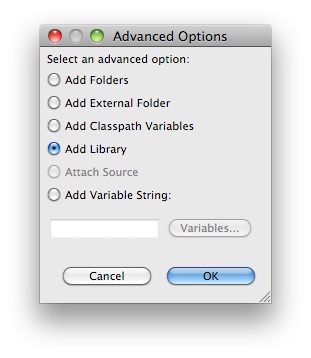 Advanced Options
Select an advanced option:
Add Folders
Add External Folder
Add Classpath Variables
Add Library
Attach Source
Add Variable String:
Variables...
Cancel OK